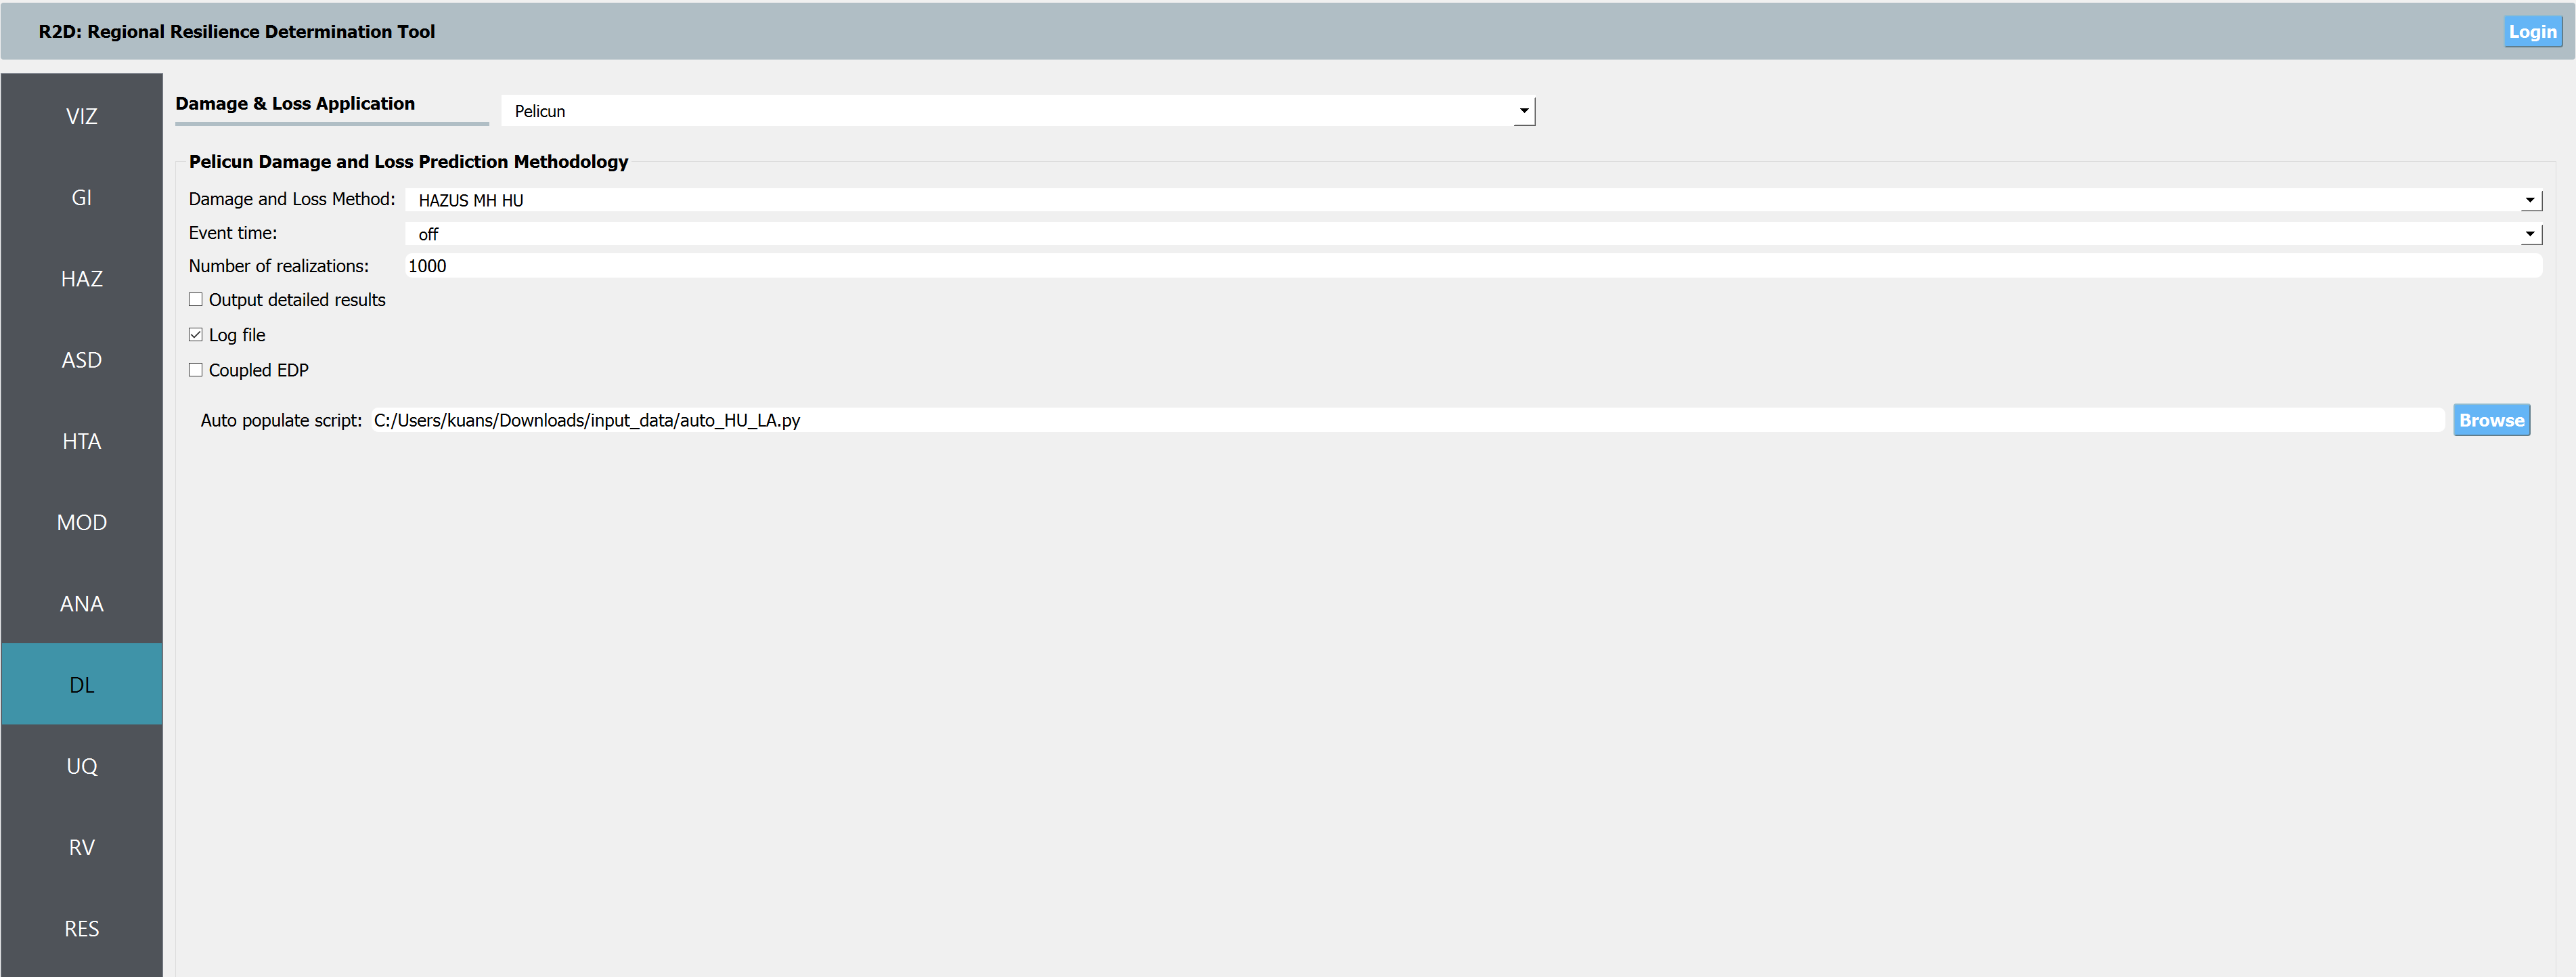 R2D: Regional Resilience Determination Tool
Login
VIZ
GI
HAZ
ASD
HTA
MOD
ANA
DL
UQ
RV
RES
Damage & Loss Application
Pelicun
Pelicun Damage and Loss Prediction Methodology
Damage and Loss Method: HAZUS MH HU
Event time: off
Number of realizations: 1000
Output detailed results
Log file
Coupled EDP
Auto populate script: C:/Users/kuans/Downloads/input_data/auto_HU_LA.py Browse